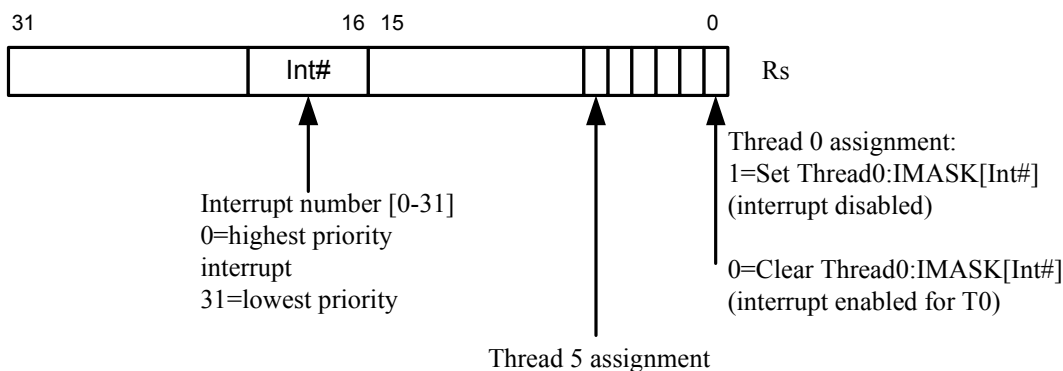 31 16 15 0
Int# Rs
Thread 0 assignment:
1=Set Thread0:IMASK[Int#]
(interrupt disabled)
0=Clear Thread0:IMASK[Int#]
(interrupt enabled for T0)
Interrupt number [0-31]
0=highest priority
interrupt
31=lowest priority
Thread 5 assignment